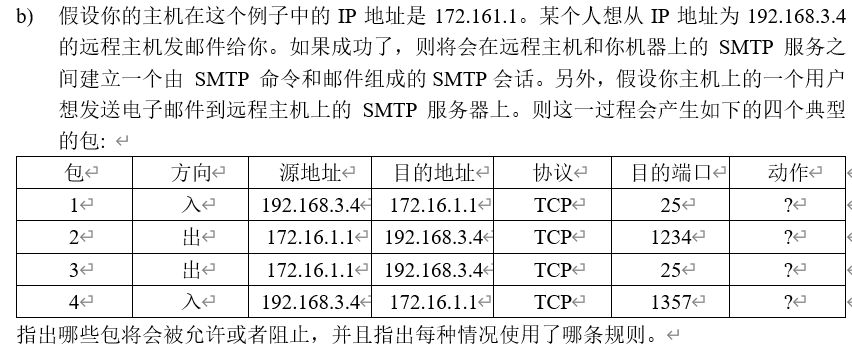 b) 假设你的主机在这个例子中的 IP 地址是 172.161.1。某个人想从 IP 地址为 192.168.3.4
的远程主机发邮件给你。如果成功了，则将会在远程主机和你机器上的 SMTP 服务之
间建立一个由 SMTP 命令和邮件组成的 SMTP 会话。另外，假设你主机上的一个用户
想发送电子邮件到远程主机上的 SMTP 服务器上。则这一过程会产生如下的四个典型
的包:
包 方向 源地址 目的地址 协议 目的端口 动作
1 入 192.168.3.4 172.16.1.1 TCP 25 ?
2 出 172.16.1.1 192.168.3.4 TCP 1234 ?
3 出 172.16.1.1 192.168.3.4 TCP 25 ?
4 入 192.168.3.4 172.16.1.1 TCP 1357 ?
指出哪些包将会被允许或者阻止，并且指出每种情况使用了哪条规则。